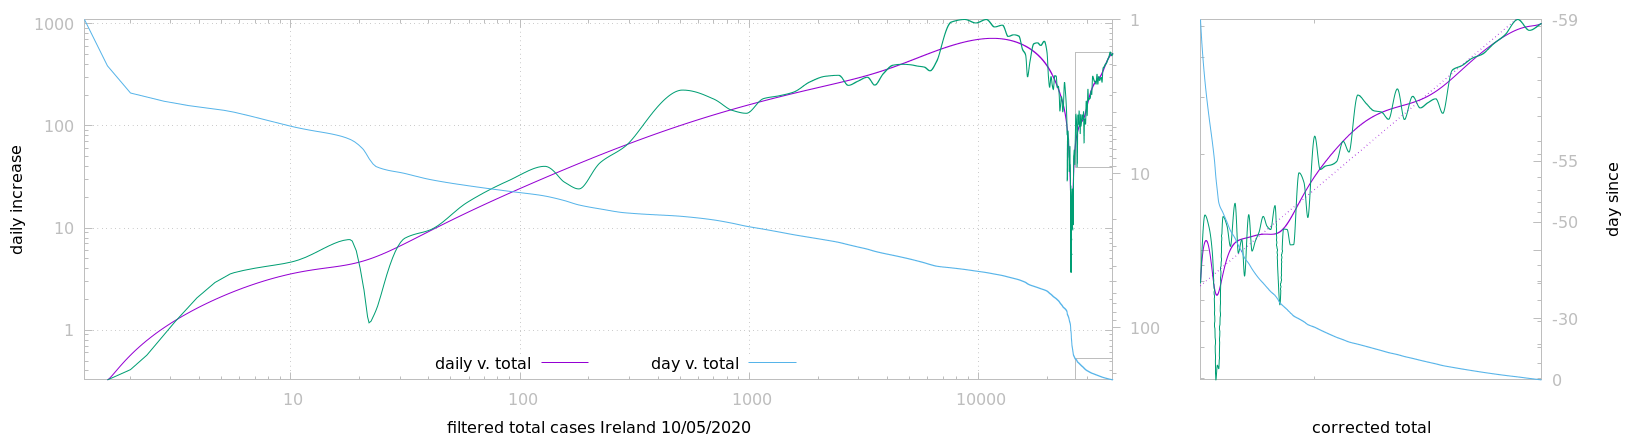 1000
100
10
1
daily increase
10
100
1000
10000
filtered total cases Ireland 10/05/2020
daily v. total
day v. total
1
10
100
-59
-55
-50
-30
0
day since
corrected total